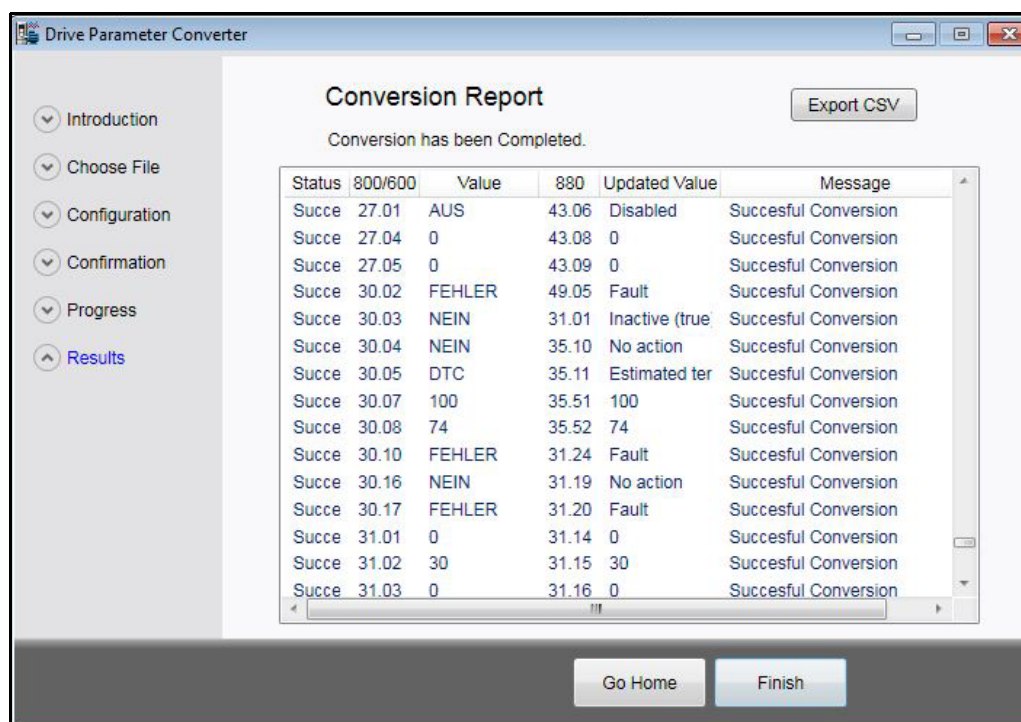 Drive Parameter Converter
Introduction
Choose File
Configuration
Confirmation
Progress
Results
Conversion Report
Export CSV
Conversion has been Completed.
Status 800/600 Value 880 Updated Value Message
Succe 27.01 AUS 43.06 Disabled Succesful Conversion
Succe 27.04 0 43.08 0 Succesful Conversion
Succe 27.05 0 43.09 0 Succesful Conversion
Succe 30.02 FEHLER 49.05 Fault Succesful Conversion
Succe 30.03 NEIN 31.01 Inactive (true) Succesful Conversion
Succe 30.04 NEIN 35.10 No action Succesful Conversion
Succe 30.05 DTC 35.11 Estimated ter Succesful Conversion
Succe 30.07 100 35.51 100 Succesful Conversion
Succe 30.08 74 35.52 74 Succesful Conversion
Succe 30.10 FEHLER 31.24 Fault Succesful Conversion
Succe 30.16 NEIN 31.19 No action Succesful Conversion
Succe 30.17 FEHLER 31.20 Fault Succesful Conversion
Succe 31.01 0 31.14 0 Succesful Conversion
Succe 31.02 30 31.15 30 Succesful Conversion
Succe 31.03 0 31.16 0 Succesful Conversion
Go Home
Finish